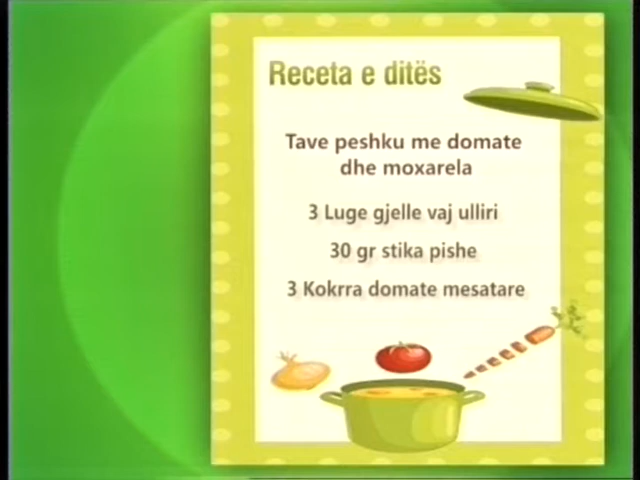 Receta e ditës
Tave peshku me domate
dhe moxarela
3 Luge gjelle vaj ulliri
30 gr stika pishe
3 Kokrra domate mesatare